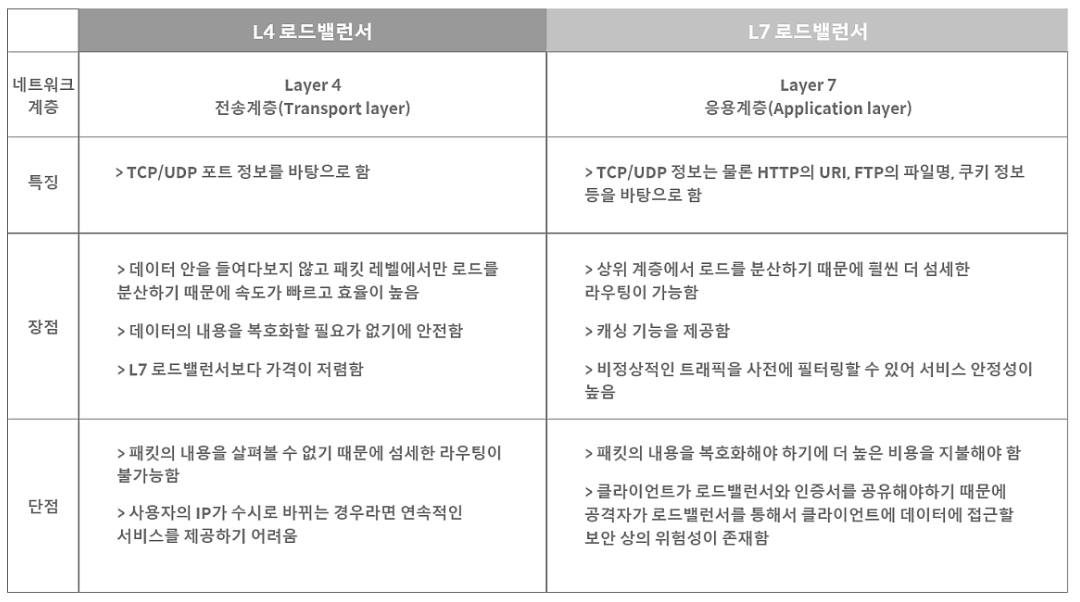 L4 로드밸런서
L7 로드밸런서
네트워크
계층
Layer 4
전송계층(Transport layer)
Layer 7
응용계층(Application layer)
특징
> TCP/UDP 포트 정보를 바탕으로 함
> TCP/UDP 정보는 물론 HTTP의 URI, FTP의 파일명, 쿠키 정보
등을 바탕으로 함
장점
> 데이터 안을 들여다보지 않고 패킷 레벨에서만 로드를
분산하기 때문에 속도가 빠르고 효율이 높음
> 데이터의 내용을 복호화할 필요가 없기에 안전함
> L7 로드밸런서보다 가격이 저렴함
> 상위 계층에서 로드를 분산하기 때문에 훨씬 더 섬세한
라우팅이 가능함
> 캐싱 기능을 제공함
> 비정상적인 트래픽을 사전에 필터링할 수 있어 서비스 안정성이
높음
단점
> 패킷의 내용을 살펴볼 수 없기 때문에 섬세한 라우팅이
불가능함
> 사용자의 IP가 수시로 바뀌는 경우라면 연속적인
서비스를 제공하기 어려움
> 패킷의 내용을 복호화해야 하기에 더 높은 비용을 지불해야 함
> 클라이언트가 로드밸런서와 인증서를 공유해야하기 때문에
공격자가 로드밸런서를 통해서 클라이언트에 데이터에 접근할
보안 상의 위험성이 존재함